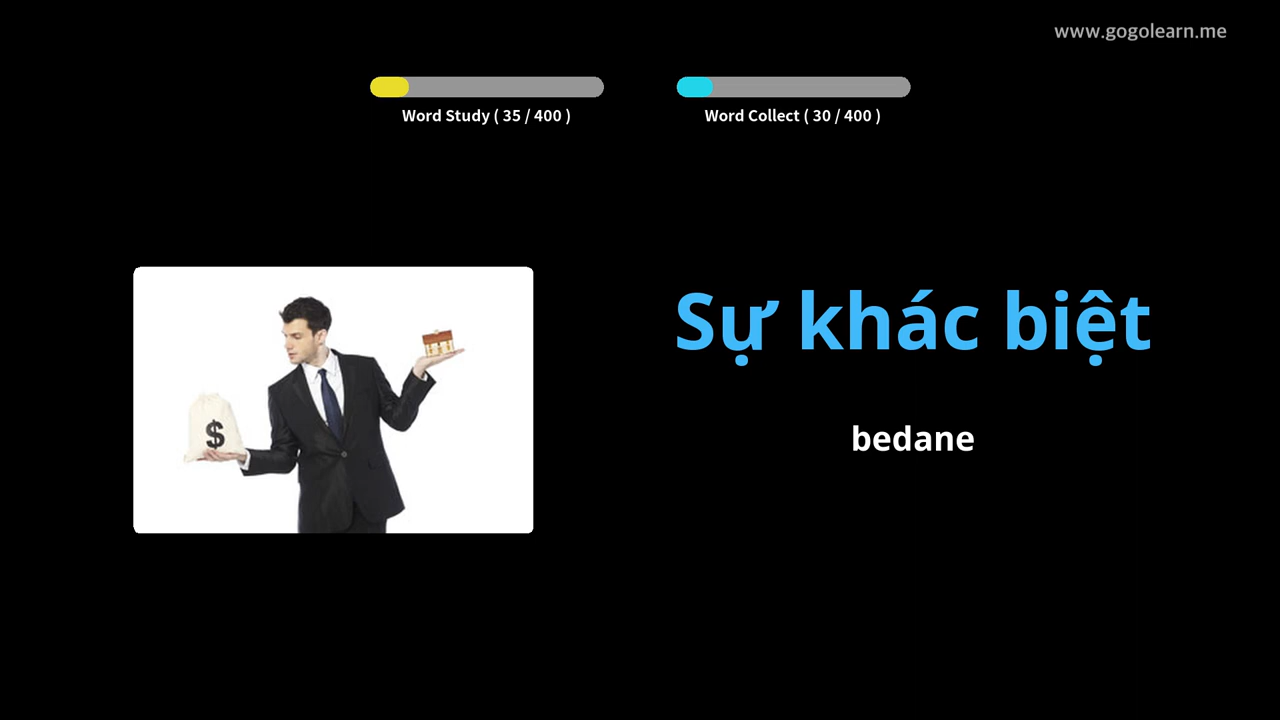 www.gogolearn.me
Word Study ( 35 / 400 )
Word Collect ( 30 / 400 )
$
Sự khác biệt
bedane